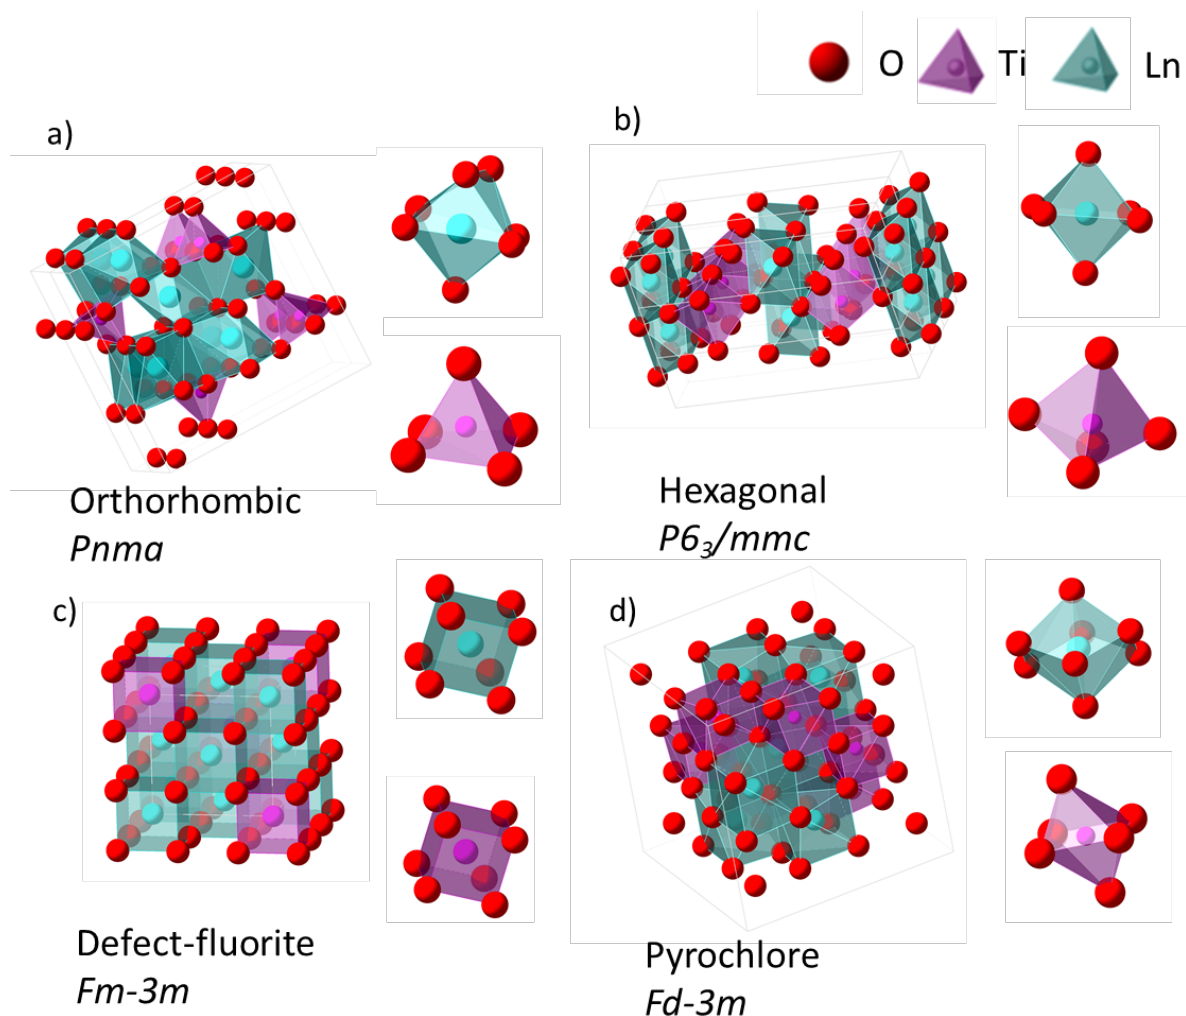 O Ti Ln
a)
b)
Orthorhombic
Pnma
Hexagonal
P6₃/mmc
c)
d)
Defect-fluorite
Fm-3m
Pyrochlore
Fd-3m